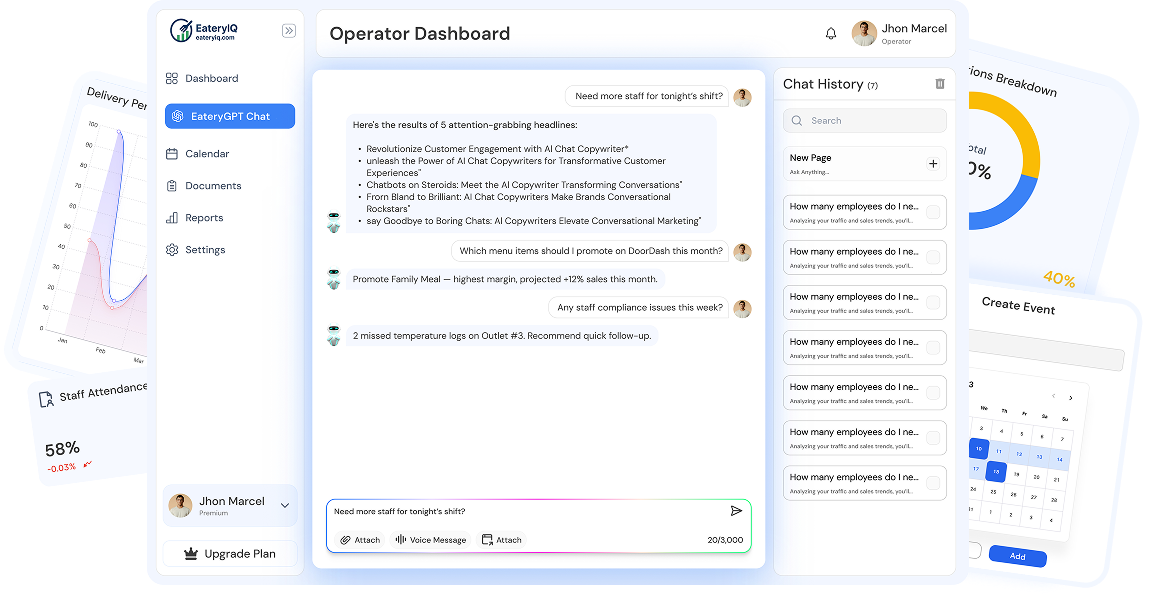 EateryIQ
eateryiq.com
Dashboard
EateryGPT Chat
Calendar
Documents
Reports
Settings
Jhon Marcel
Premium
Upgrade Plan
Operator Dashboard
Jhon Marcel
Operator
Need more staff for tonight's shift?
Here's the results of 5 attention-grabbing headlines:
• Revolutionize Customer Engagement with AI Chat Copywriter"
• unleash the Power of AI Chat Copywriters for Transformative Customer
Experiences"
• Chatbots on Steroids: Meet the AI Copywriter Transforming Conversations"
• From Bland to Brilliant: AI Chat Copywriters Make Brands Conversational
Rockstars"
• say Goodbye to Boring Chats: AI Copywriters Elevate Conversational Marketing"
Which menu items should I promote on DoorDash this month?
Promote Family Meal — highest margin, projected +12% sales this month.
Any staff compliance issues this week?
2 missed temperature logs on Outlet #3. Recommend quick follow-up.
Need more staff for tonight's shift?
Attach
Voice Message
Attach
20/3,000
Chat History (7)
Search
New Page
Ask Anything...
How many employees do I ne...
Analyzing your traffic and sales trends, you'll...
How many employees do I ne...
Analyzing your traffic and sales trends, you'll...
How many employees do I ne...
Analyzing your traffic and sales trends, you'll...
How many employees do I ne...
Analyzing your traffic and sales trends, you'll...
How many employees do I ne...
Analyzing your traffic and sales trends, you'll...
How many employees do I ne...
Analyzing your traffic and sales trends, you'll...
How many employees do I ne...
Analyzing your traffic and sales trends, you'll...
Delivery Per
100
90
80
70
60
50
40
30
20
10
0
Jan Feb Mar
Staff Attendance
58%
-0.03%
ions Breakdown
otal
0%
40%
Create Event
3
We Th Fr Sa Su
3 4 5 6 7
10 11 12 13 14
17 18 19 20 21
24 25 26 27 28
1 2 3 4
Add